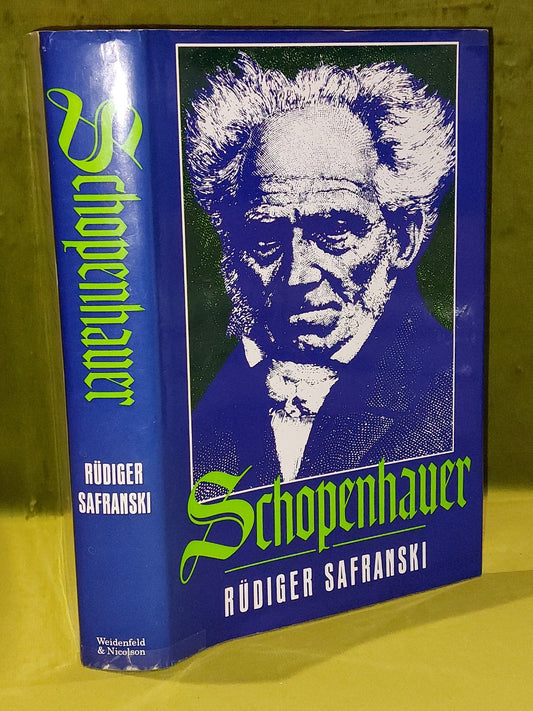 Schopenhauer
RÜDIGER
SAFRANSKI
Weidenfeld
& Nicolson
Schopenhauer
RÜDIGER SAFRANSKI